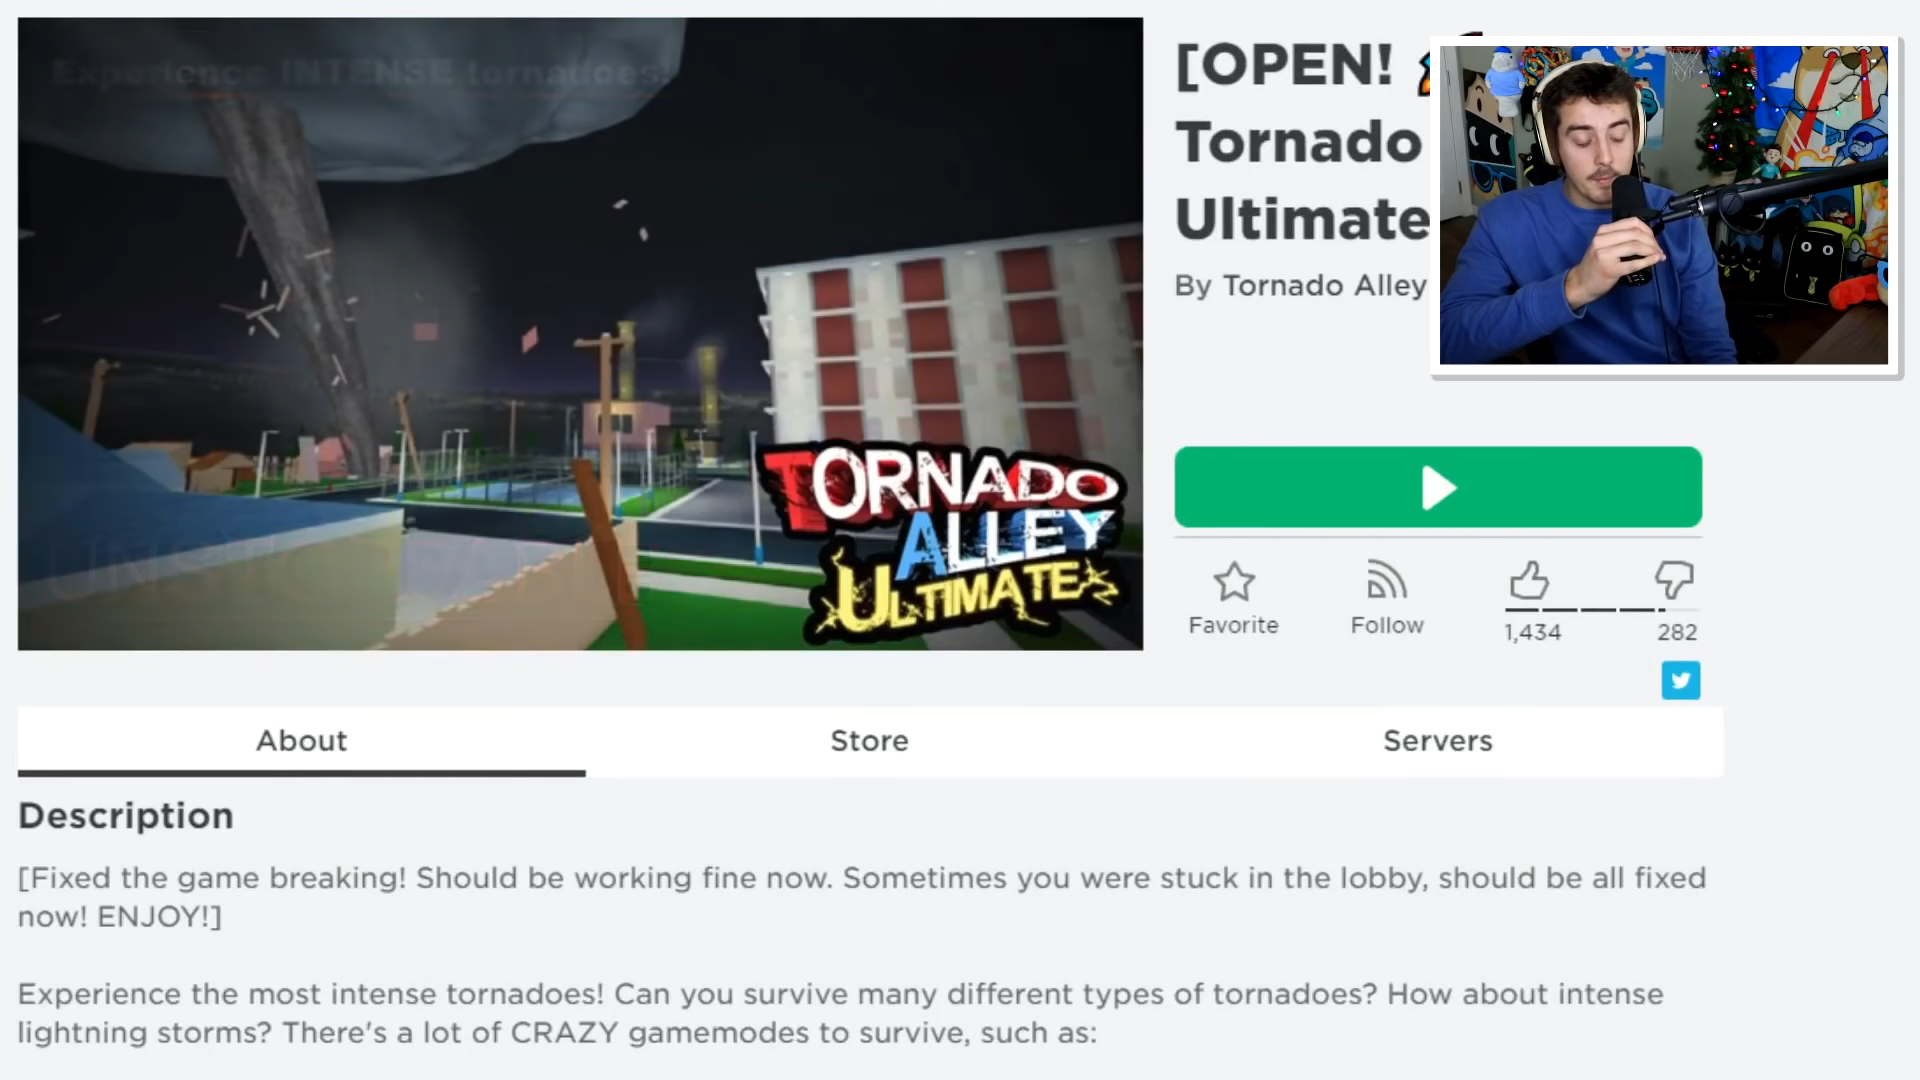 Experience INTENSE tornadoes!
TORNADO
ALLEY
ULTIMATE
[OPEN!
Tornado
Ultimate
By Tornado Alley
Favorite
Follow
1,434
282
About
Store
Servers
Description
[Fixed the game breaking! Should be working fine now. Sometimes you were stuck in the lobby, should be all fixed
now! ENJOY!]
Experience the most intense tornadoes! Can you survive many different types of tornadoes? How about intense
lightning storms? There's a lot of CRAZY gamemodes to survive, such as: